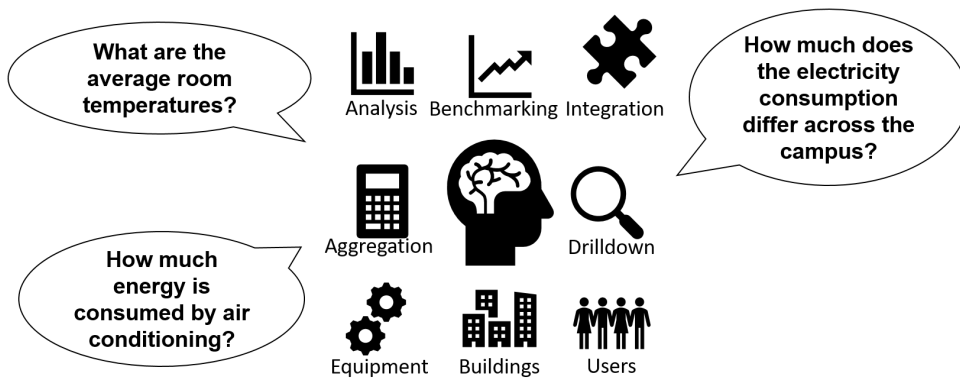 What are the
average room
temperatures?
Analysis
Benchmarking
Integration
How much does
the electricity
consumption
differ across the
campus?
Aggregation
Drilldown
How much
energy is
consumed by air
conditioning?
Equipment
Buildings
Users